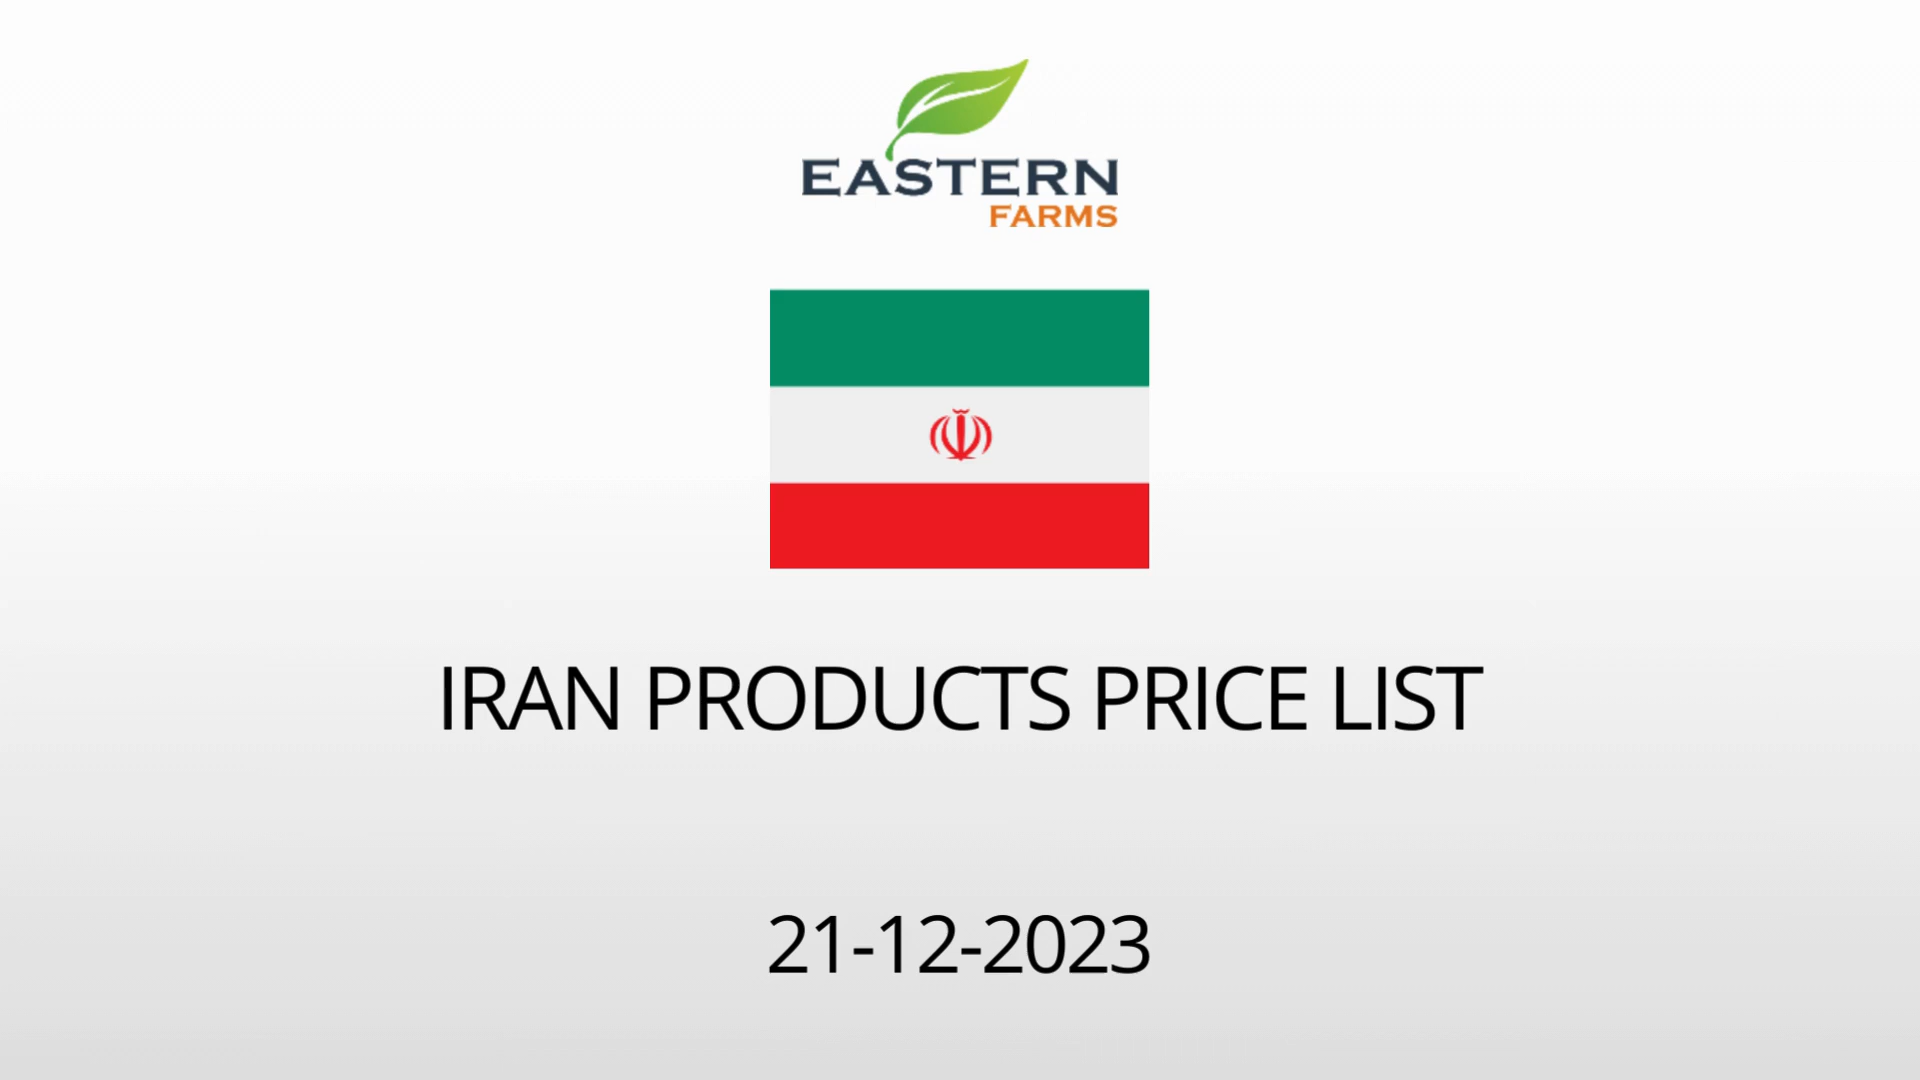 EASTERN
FARMS
IRAN PRODUCTS PRICE LIST
21-12-2023